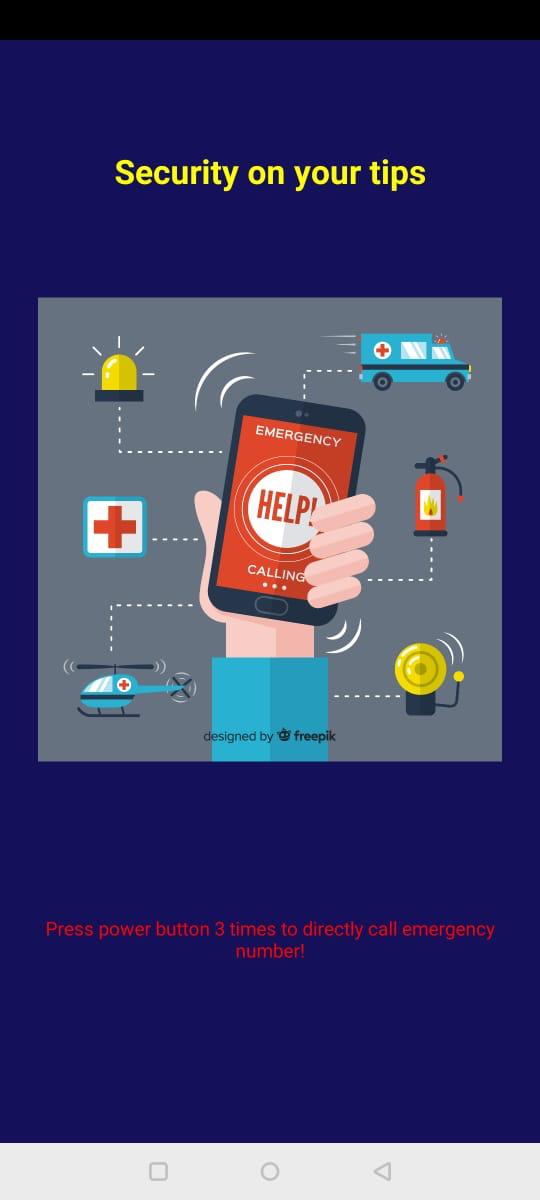 Security on your tips
EMERGENCY
HELP!
CALLING
designed by freepik
Press power button 3 times to directly call emergency
number!